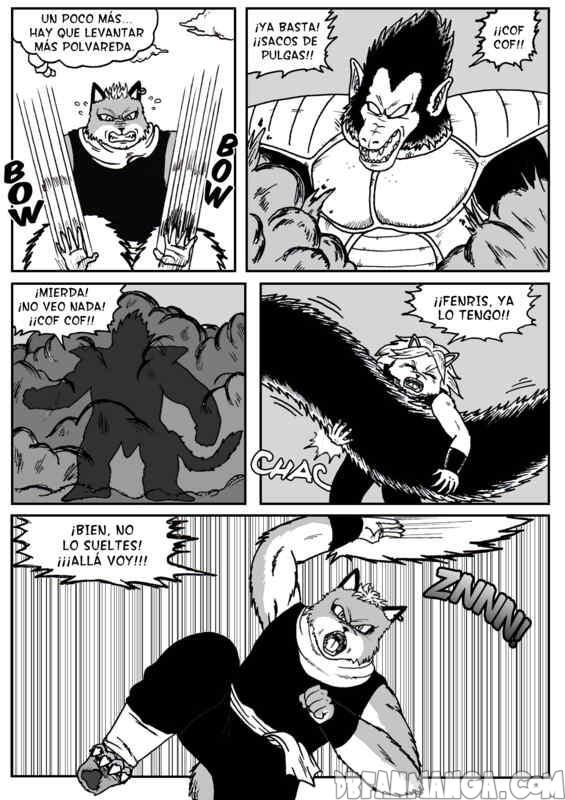 UN POCO MÁS...
HAY QUE LEVANTAR
MÁS POLVAREDA.
BOW
BOW
¡YA BASTA!
¡¡SACOS DE
PULGAS!!
¡¡COF
COF!!
¡MIERDA!
¡NO VEO NADA!
¡¡COF COF!!
¡¡FENRIS, YA
LO TENGO!!
CHAC
¡BIEN, NO
LO SUELTES!
¡¡¡ALLÁ VOY!!!
ZNNN!
DBFANMANGA.COM